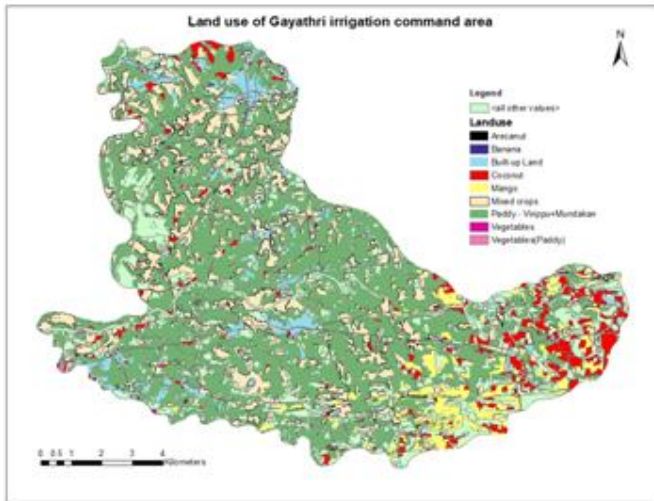 Land use of Gayathri irrigation command area
N
Legend
<all other values>
Landuse
Arecanut
Banana
Built-up Land
Coconut
Mango
Mixed crops
Paddy - Virippu+Mundakan
Vegetables
Vegetables(Paddy)
0 0.5 1 2 3 4
Kilometers